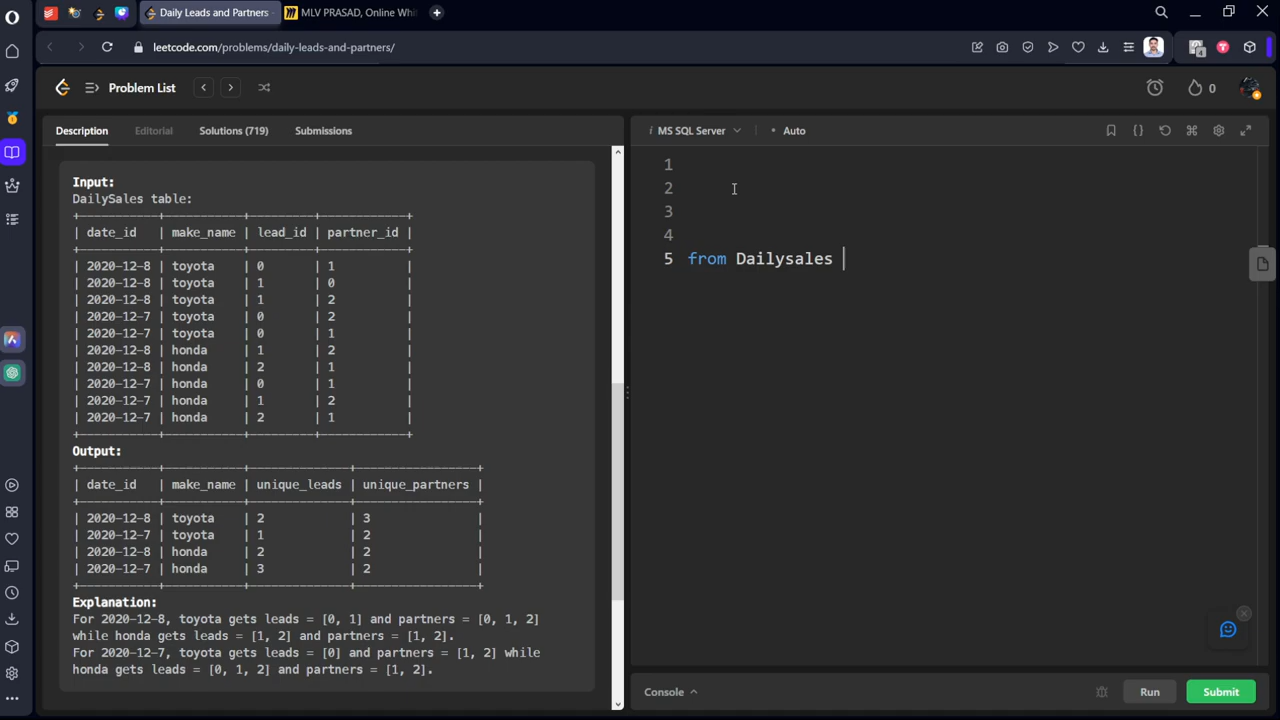 Daily Leads and Partners
MLV PRASAD, Online Whit
leetcode.com/problems/daily-leads-and-partners/
Problem List
0
Description
Editorial
Solutions (719)
Submissions
i MS SQL Server
• Auto
Input:
DailySales table:
+-----------+-----------+---------+------------+
| date_id | make_name | lead_id | partner_id |
+-----------+-----------+---------+------------+
| 2020-12-8 | toyota | 0 | 1 |
| 2020-12-8 | toyota | 1 | 0 |
| 2020-12-8 | toyota | 1 | 2 |
| 2020-12-7 | toyota | 0 | 2 |
| 2020-12-7 | toyota | 0 | 1 |
| 2020-12-8 | honda | 1 | 2 |
| 2020-12-8 | honda | 2 | 1 |
| 2020-12-7 | honda | 0 | 1 |
| 2020-12-7 | honda | 1 | 2 |
| 2020-12-7 | honda | 2 | 1 |
+-----------+-----------+---------+------------+
Output:
+-----------+-----------+--------------+-----------------+
| date_id | make_name | unique_leads | unique_partners |
+-----------+-----------+--------------+-----------------+
| 2020-12-8 | toyota | 2 | 3 |
| 2020-12-7 | toyota | 1 | 2 |
| 2020-12-8 | honda | 2 | 2 |
| 2020-12-7 | honda | 3 | 2 |
+-----------+-----------+--------------+-----------------+
Explanation:
For 2020-12-8, toyota gets leads = [0, 1] and partners = [0, 1, 2]
while honda gets leads = [1, 2] and partners = [1, 2].
For 2020-12-7, toyota gets leads = [0] and partners = [1, 2] while
honda gets leads = [0, 1, 2] and partners = [1, 2].
1
2
3
4
5 from Dailysales
Console
Run
Submit